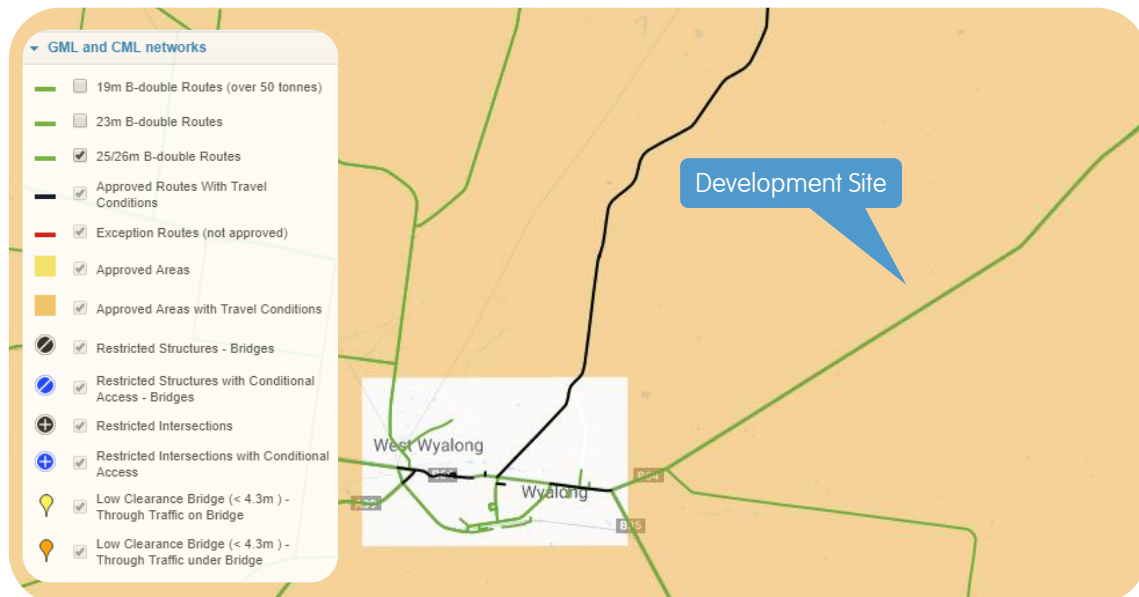 GML and CML networks
19m B-double Routes (over 50 tonnes)
23m B-double Routes
25/26m B-double Routes
Approved Routes With Travel
Conditions
Exception Routes (not approved)
Approved Areas
Approved Areas with Travel Conditions
Restricted Structures - Bridges
Restricted Structures with Conditional
Access - Bridges
Restricted Intersections
Restricted Intersections with Conditional
Access
Low Clearance Bridge (< 4.3m ) -
Through Traffic on Bridge
Low Clearance Bridge (< 4.3m ) -
Through Traffic under Bridge
Development Site
West Wyalong
B64
Wyalong